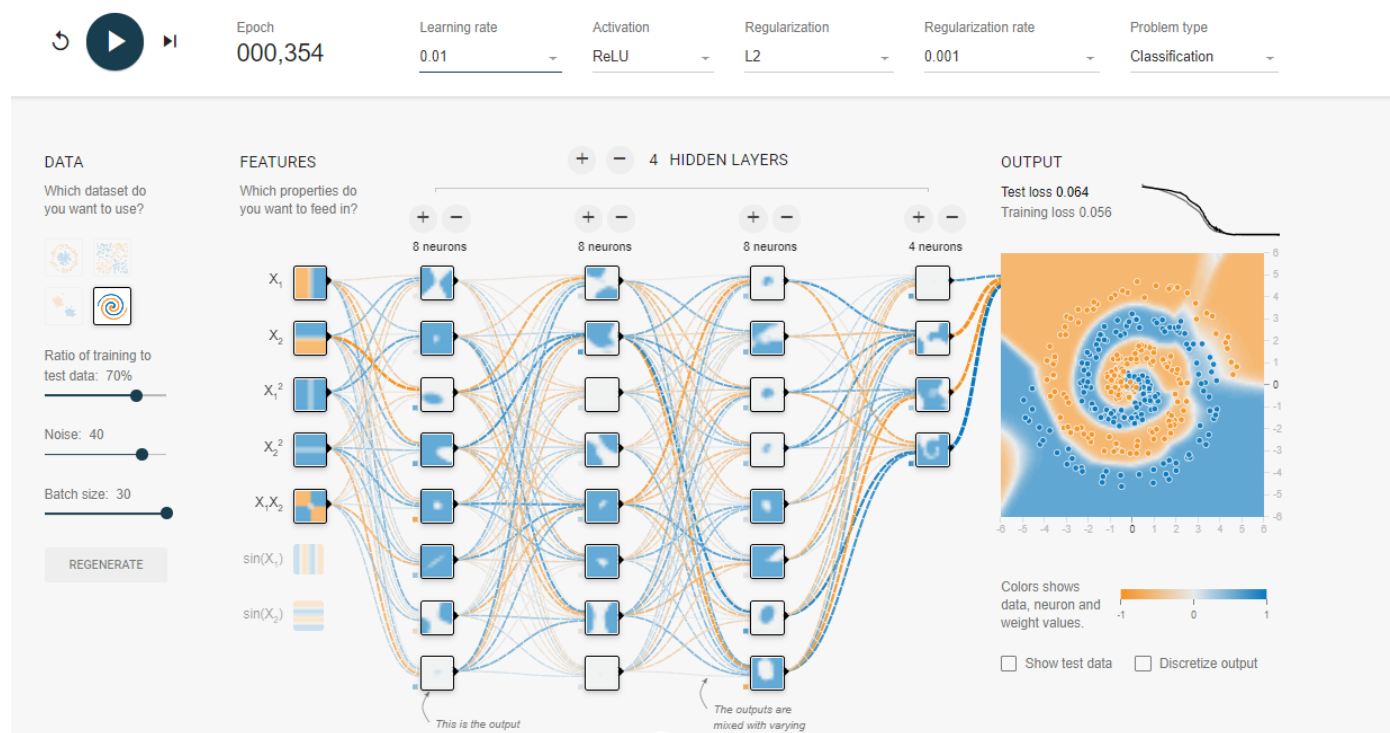 Epoch
000,354
Learning rate
0.01
Activation
ReLU
Regularization
L2
Regularization rate
0.001
Problem type
Classification
DATA
Which dataset do
you want to use?
Ratio of training to
test data: 70%
Noise: 40
Batch size: 30
REGENERATE
FEATURES
Which properties do
you want to feed in?
X₁
X₂
X₁²
X₂²
X₁X₂
sin(X₁)
sin(X₂)
+ − 4 HIDDEN LAYERS
+ −
8 neurons
+ −
8 neurons
+ −
8 neurons
+ −
4 neurons
This is the output
The outputs are
mixed with varying
OUTPUT
Test loss 0.064
Training loss 0.056
6
5
4
3
2
1
0
-1
-2
-3
-4
-5
-6
-6 -5 -4 -3 -2 -1 0 1 2 3 4 5 6
Colors shows
data, neuron and
weight values.
-1 0 1
Show test data
Discretize output